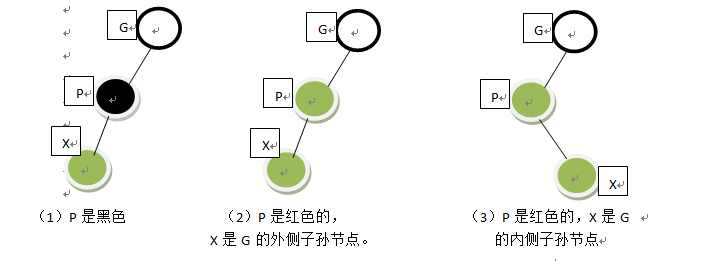 G
G
G
P
P
P
X
X
X
(1)P 是黑色
(2)P 是红色的,
X 是 G 的外侧子孙节点。
(3)P 是红色的,X 是 G
的内侧子孙节点